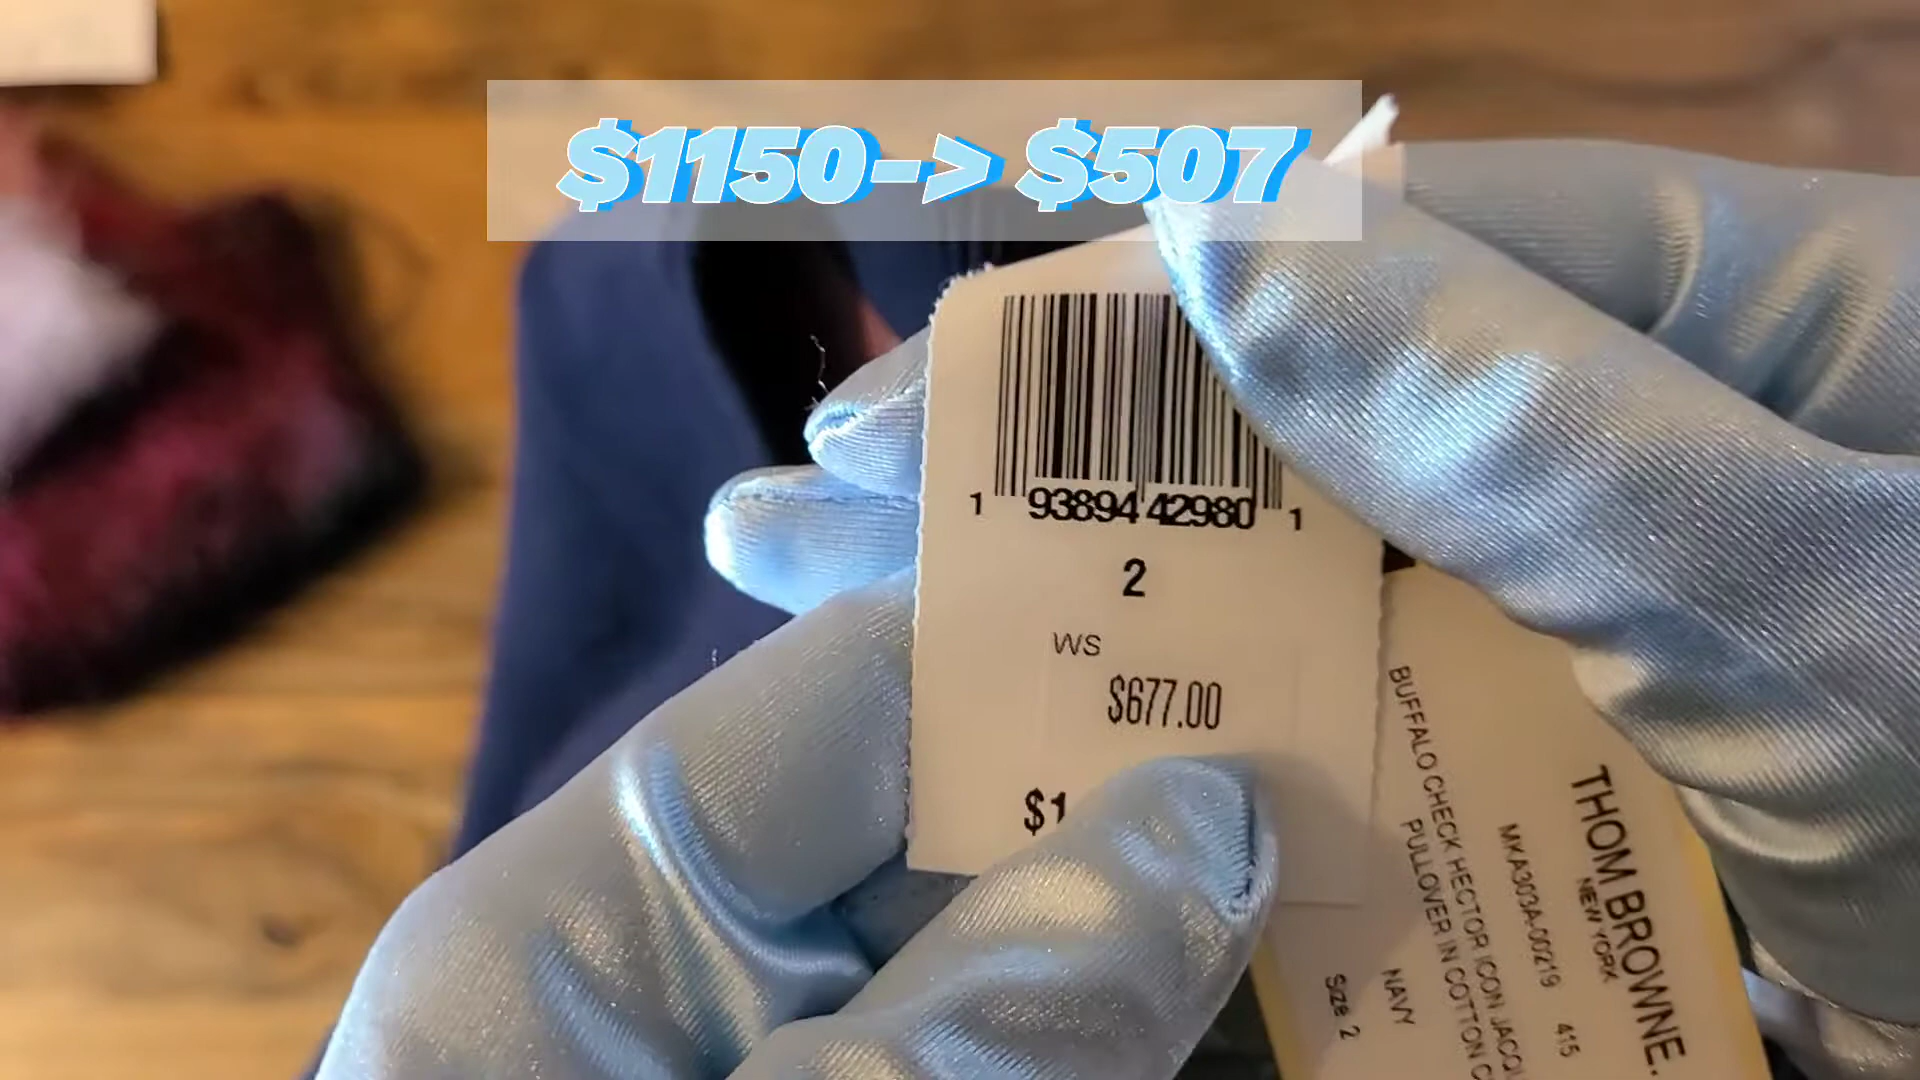 $1150-> $507
1 93894 42980 1
2
WS
$677.00
$1
THOM BROWNE.
NEW YORK
MKA303A-00219 415
BUFFALO CHECK HECTOR ICON
PULLOVER IN COTTON
NAVY
Size 2